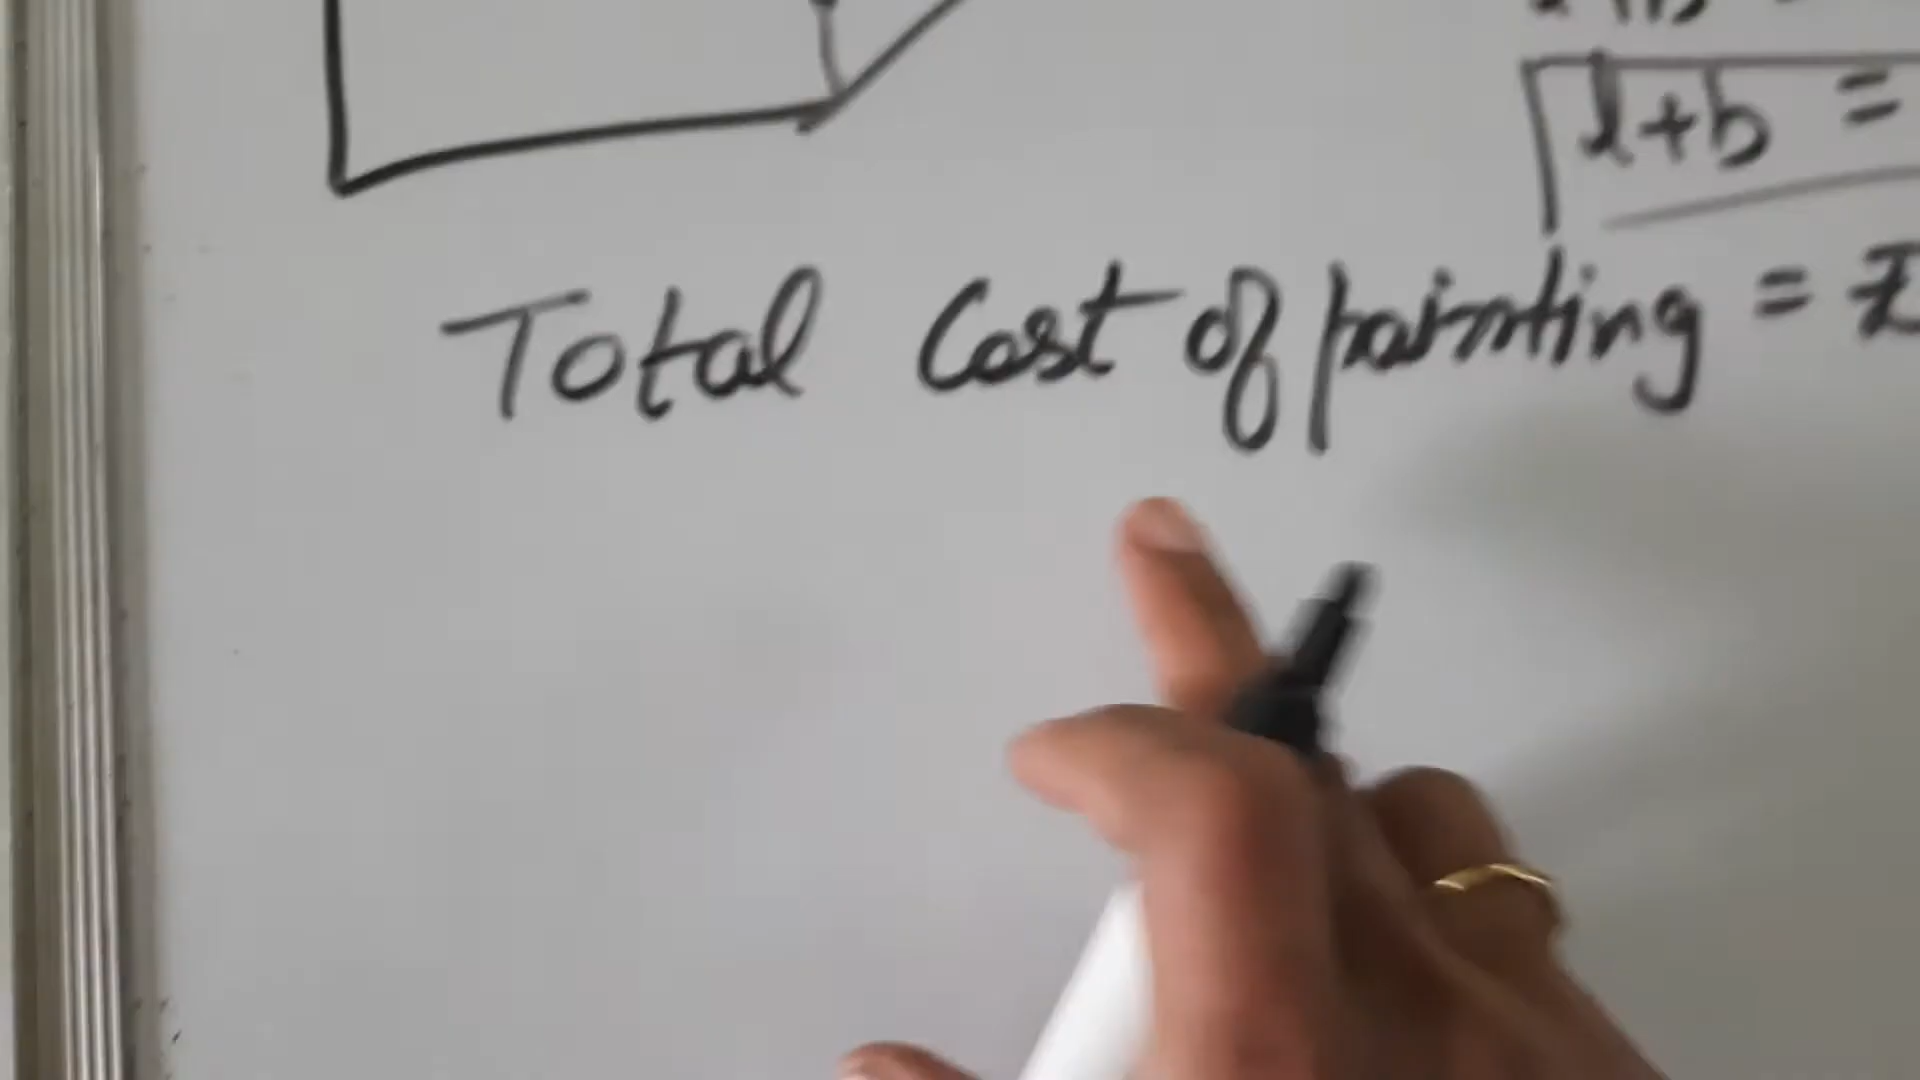 l+b =
Total Cost of painting = ₹